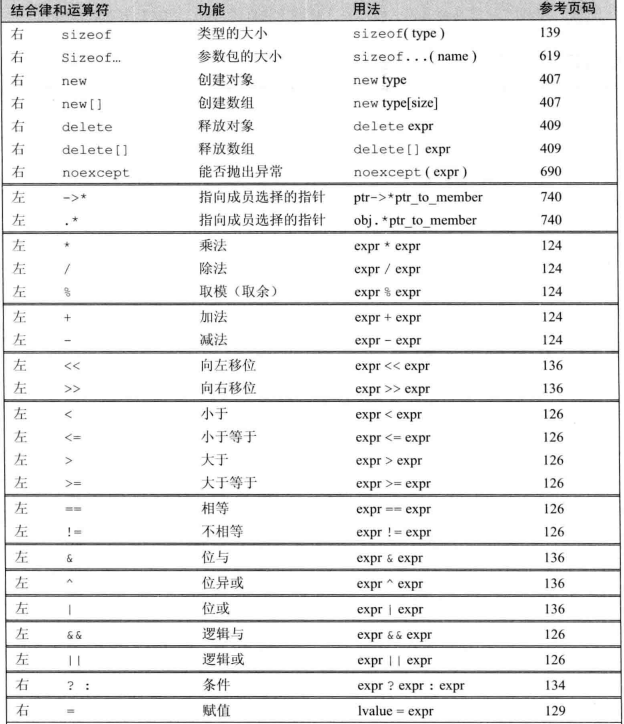 结合律和运算符 功能 用法 参考页码
右 sizeof 类型的大小 sizeof( type ) 139
右 Sizeof… 参数包的大小 sizeof...( name ) 619
右 new 创建对象 new type 407
右 new[] 创建数组 new type[size] 407
右 delete 释放对象 delete expr 409
右 delete[] 释放数组 delete[] expr 409
右 noexcept 能否抛出异常 noexcept ( expr ) 690
左 ->* 指向成员选择的指针 ptr->*ptr_to_member 740
左 .* 指向成员选择的指针 obj.*ptr_to_member 740
左 * 乘法 expr * expr 124
左 / 除法 expr / expr 124
左 % 取模（取余） expr % expr 124
左 + 加法 expr + expr 124
左 - 减法 expr - expr 124
左 << 向左移位 expr << expr 136
左 >> 向右移位 expr >> expr 136
左 < 小于 expr < expr 126
左 <= 小于等于 expr <= expr 126
左 > 大于 expr > expr 126
左 >= 大于等于 expr >= expr 126
左 == 相等 expr == expr 126
左 != 不相等 expr != expr 126
左 & 位与 expr & expr 136
左 ^ 位异或 expr ^ expr 136
左 | 位或 expr | expr 136
左 && 逻辑与 expr && expr 126
左 || 逻辑或 expr || expr 126
右 ? : 条件 expr ? expr : expr 134
右 = 赋值 lvalue = expr 129